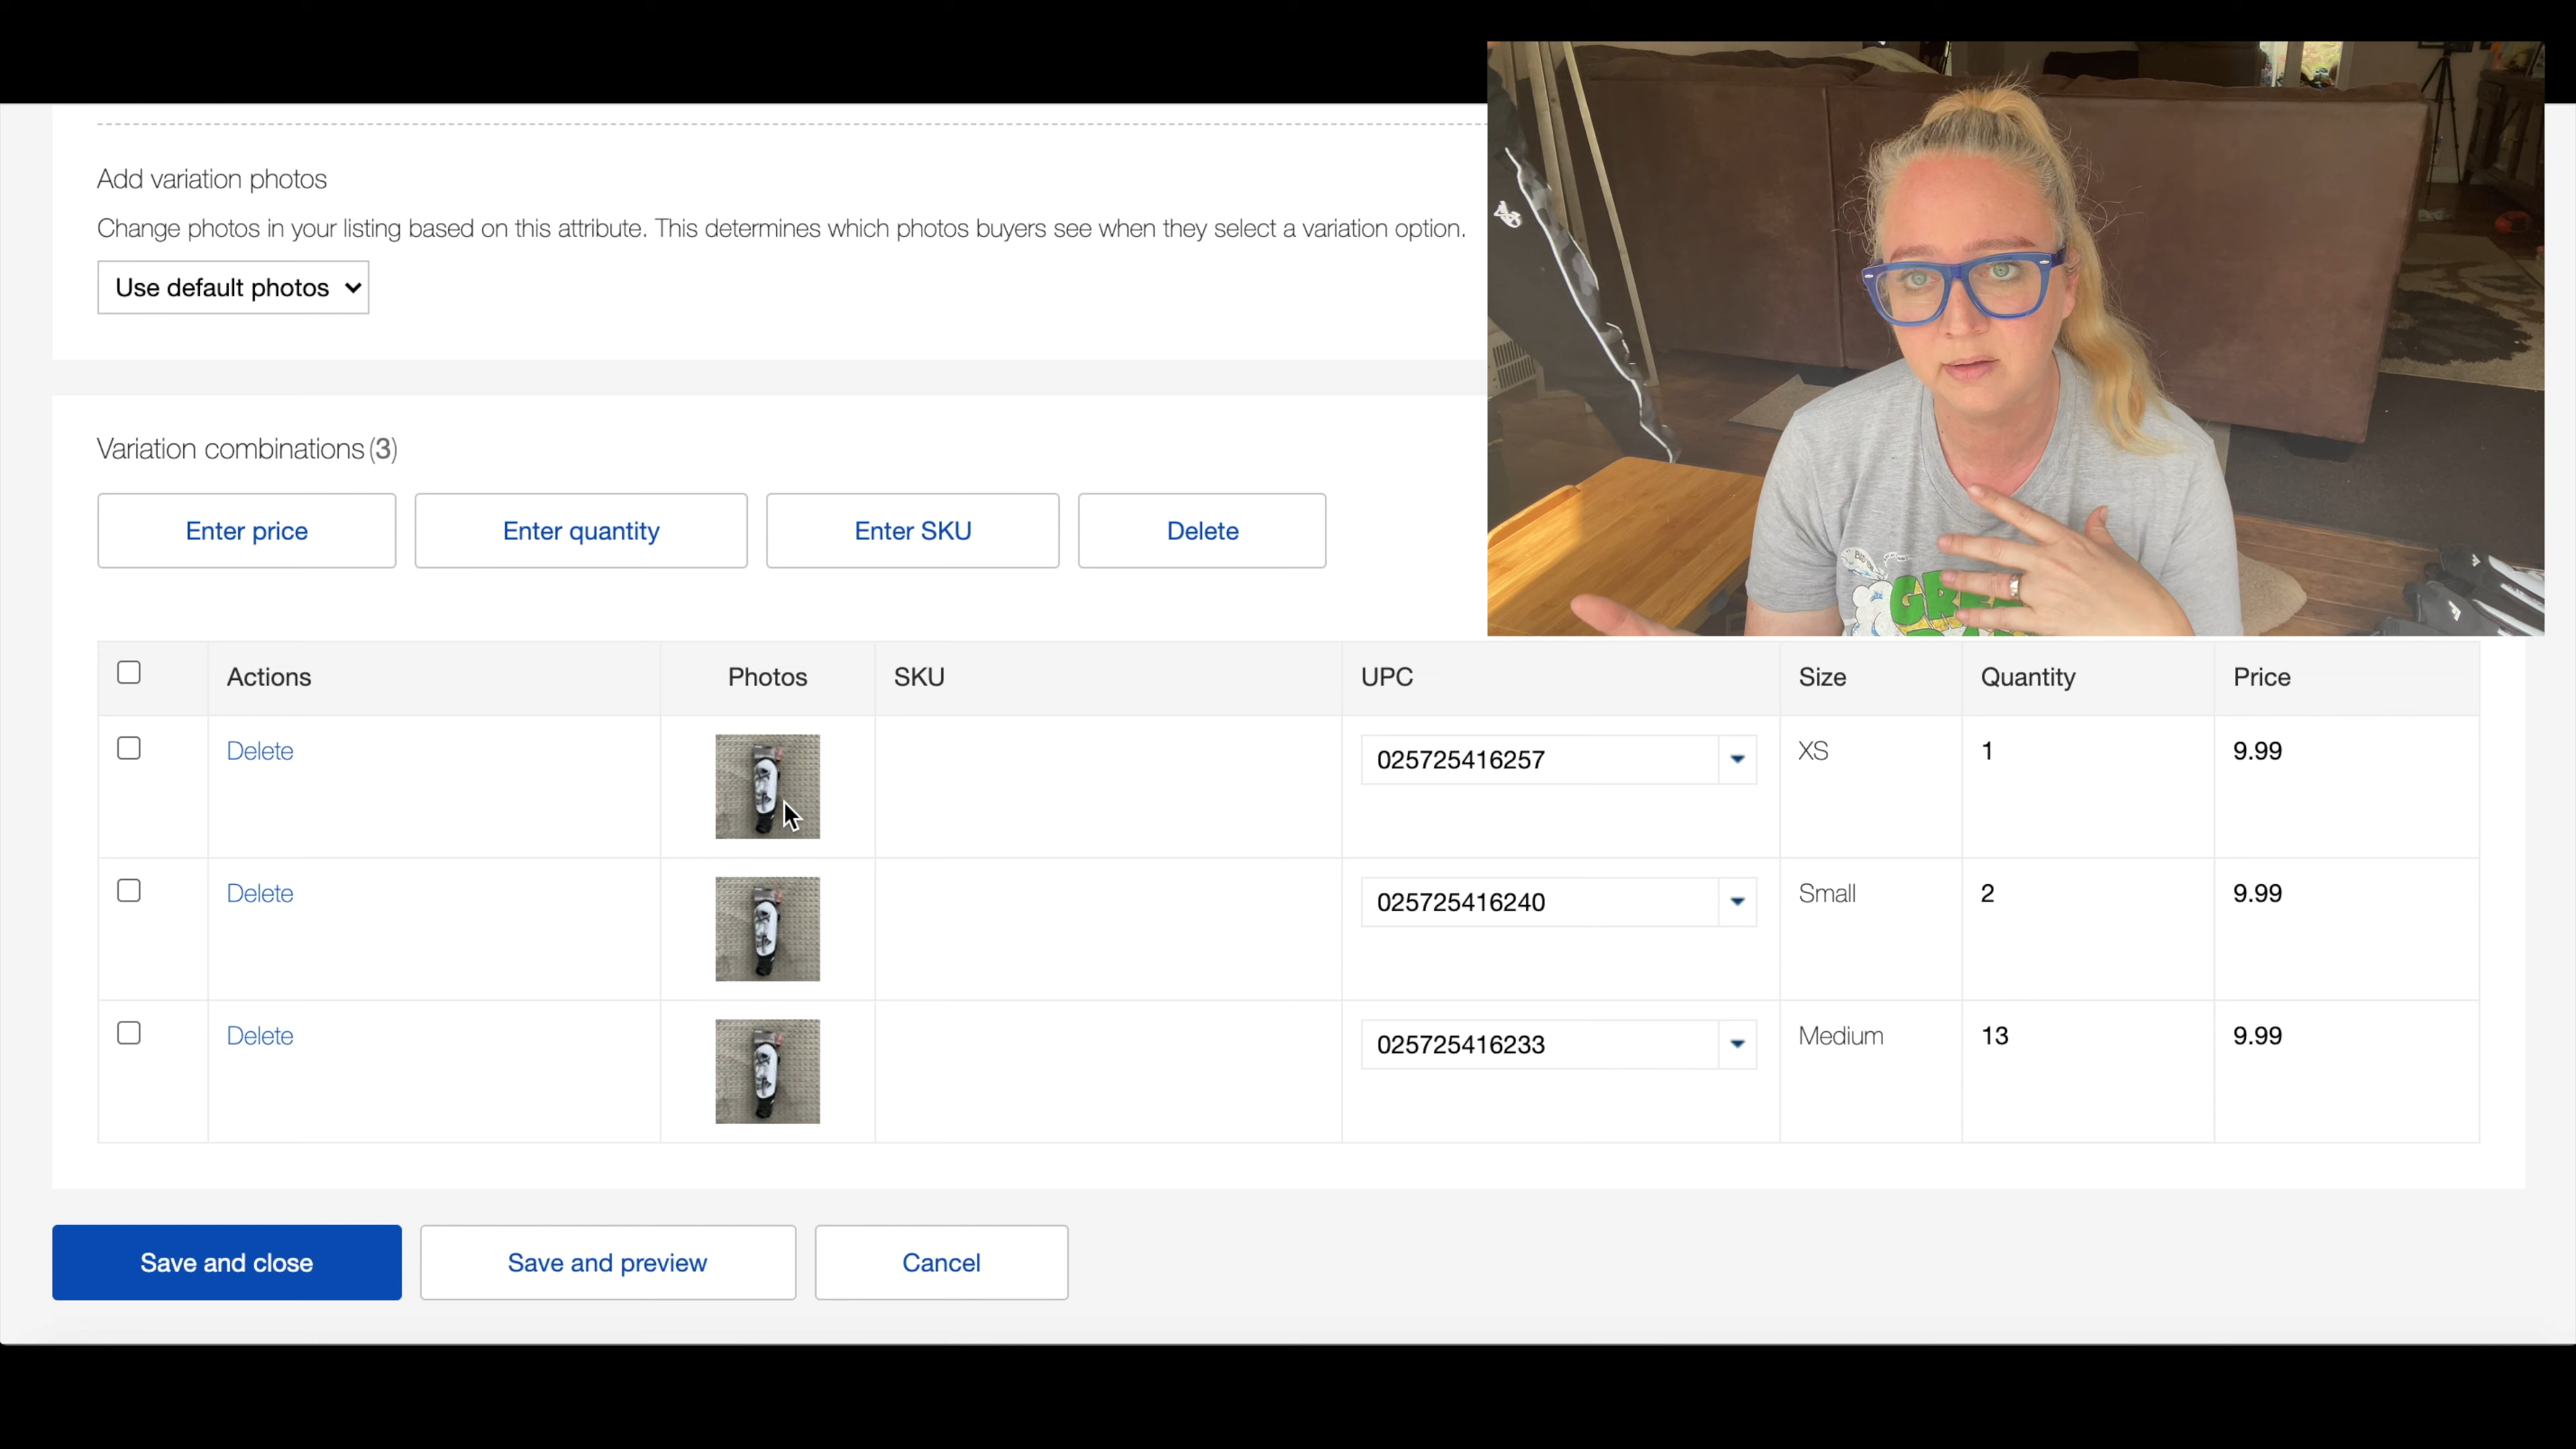 Add variation photos
Change photos in your listing based on this attribute. This determines which photos buyers see when they select a variation option.
Use default photos
Variation combinations (3)
Enter price Enter quantity Enter SKU Delete
Actions Photos SKU UPC Size Quantity Price
Delete 025725416257 XS 1 9.99
Delete 025725416240 Small 2 9.99
Delete 025725416233 Medium 13 9.99
Save and close Save and preview Cancel